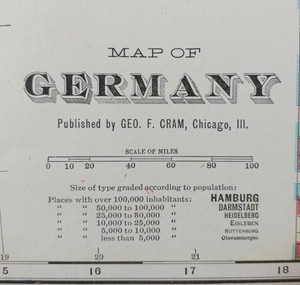 MAP OF
GERMANY
Published by GEO. F. CRAM, Chicago, Ill.
SCALE OF MILES
0 10 20 40 60 80 100
Size of type graded according to population:
Places with over 100,000 inhabitants: HAMBURG
" " 50,000 to 100,000 " DARMSTADT
" " 25,000 to 50,000 " HEIDELBERG
" " 10,000 to 25,000 " EISLEBEN
" " 5,000 to 10,000 " ROTTENBURG
" " less than 5,000 " Oberammergau
19 20 21
5 16 17 18